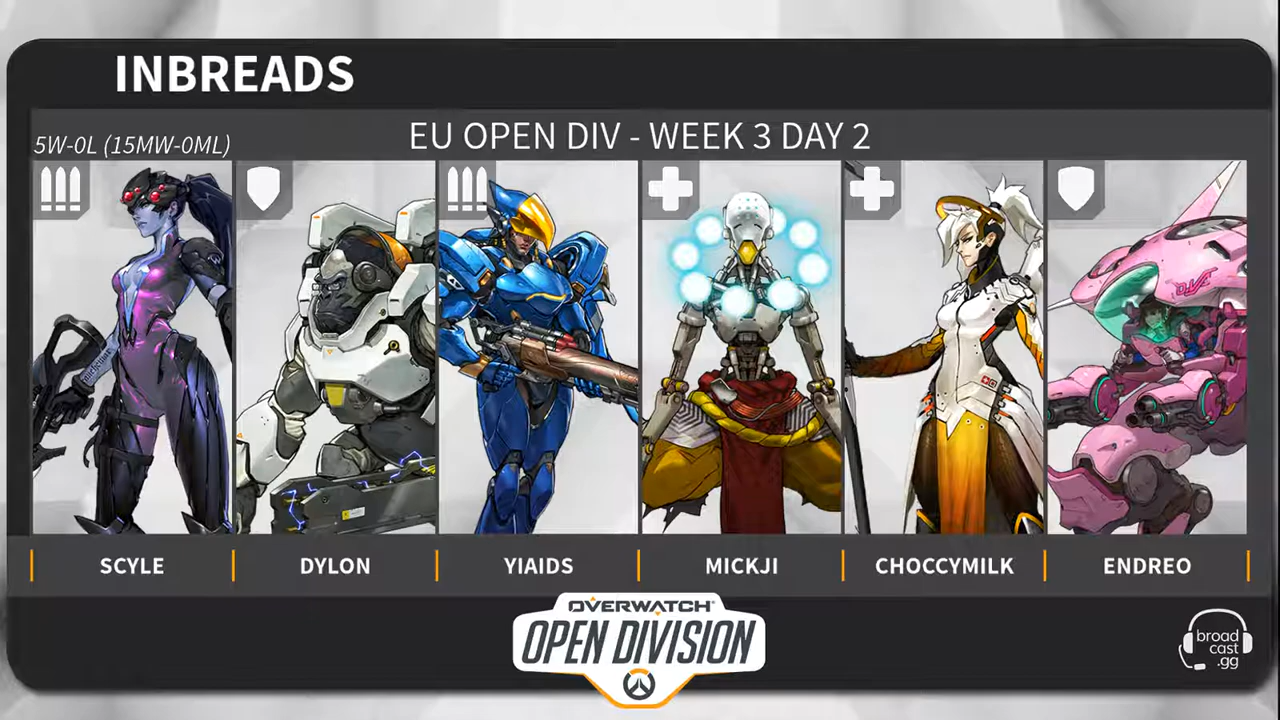 INBREADS
EU OPEN DIV - WEEK 3 DAY 2
5W-0L (15MW-0ML)
SCYLE
DYLON
YIAIDS
MICKJI
CHOCCYMILK
ENDREO
OVERWATCH
OPEN DIVISION
broad
cast
.gg